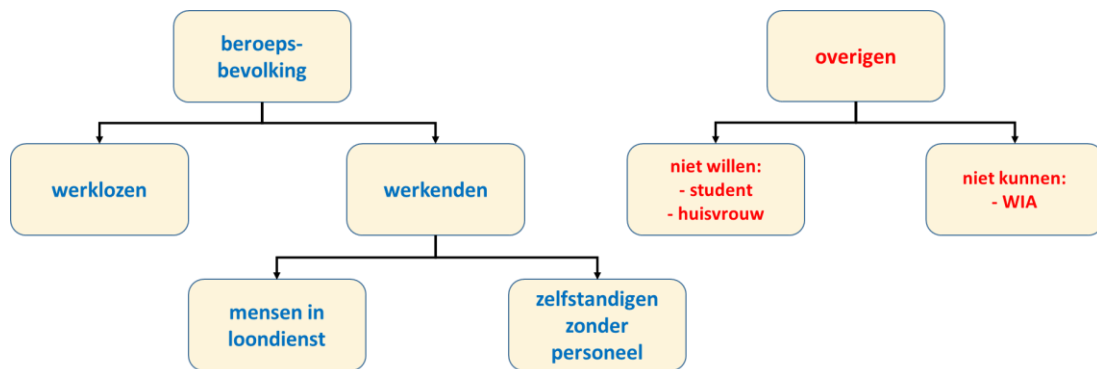 beroeps-
bevolking
overigen
werklozen
werkenden
niet willen:
- student
- huisvrouw
niet kunnen:
- WIA
mensen in
loondienst
zelfstandigen
zonder
personeel